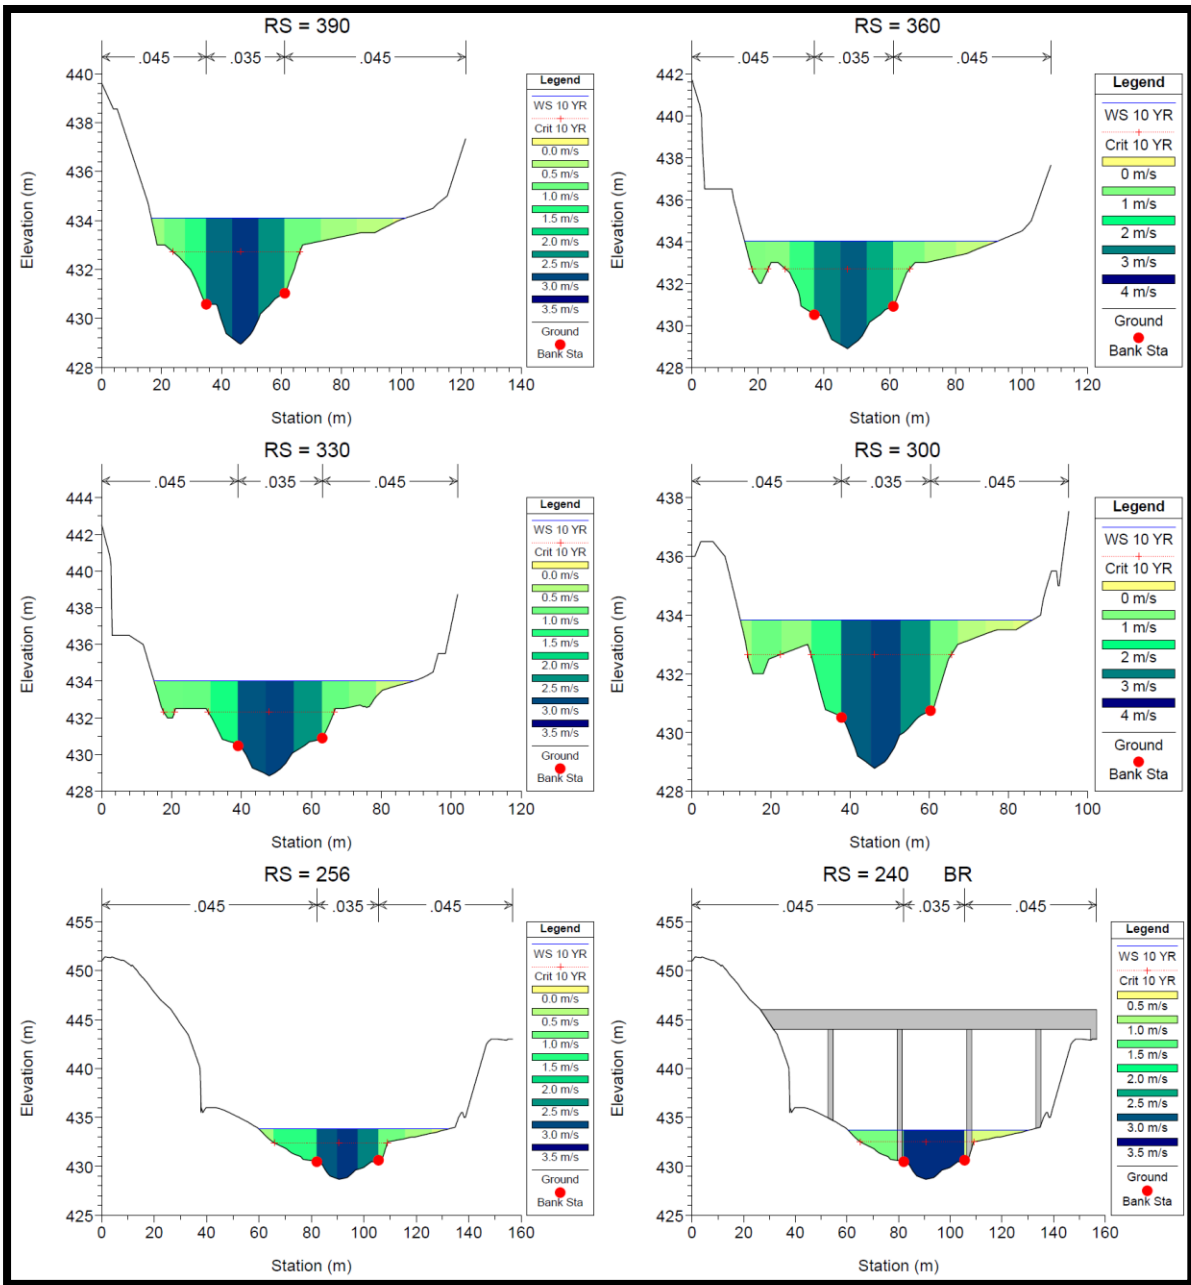 RS = 390
.045 .035 .045
440
438
436
434
432
430
428
0 20 40 60 80 100 120 140
Elevation (m)
Station (m)
Legend
WS 10 YR
Crit 10 YR
0.0 m/s
0.5 m/s
1.0 m/s
1.5 m/s
2.0 m/s
2.5 m/s
3.0 m/s
3.5 m/s
Ground
Bank Sta
RS = 360
.045 .035 .045
442
440
438
436
434
432
430
428
0 20 40 60 80 100 120
Elevation (m)
Station (m)
Legend
WS 10 YR
Crit 10 YR
0 m/s
1 m/s
2 m/s
3 m/s
4 m/s
Ground
Bank Sta
RS = 330
.045 .035 .045
444
442
440
438
436
434
432
430
428
0 20 40 60 80 100 120
Elevation (m)
Station (m)
Legend
WS 10 YR
Crit 10 YR
0.0 m/s
0.5 m/s
1.0 m/s
1.5 m/s
2.0 m/s
2.5 m/s
3.0 m/s
3.5 m/s
Ground
Bank Sta
RS = 300
.045 .035 .045
438
436
434
432
430
428
0 20 40 60 80 100
Elevation (m)
Station (m)
Legend
WS 10 YR
Crit 10 YR
0 m/s
1 m/s
2 m/s
3 m/s
4 m/s
Ground
Bank Sta
RS = 256
.045 .035 .045
455
450
445
440
435
430
425
0 20 40 60 80 100 120 140 160
Elevation (m)
Station (m)
Legend
WS 10 YR
Crit 10 YR
0.0 m/s
0.5 m/s
1.0 m/s
1.5 m/s
2.0 m/s
2.5 m/s
3.0 m/s
3.5 m/s
Ground
Bank Sta
RS = 240 BR
.045 .035 .045
455
450
445
440
435
430
425
0 20 40 60 80 100 120 140 160
Elevation (m)
Station (m)
Legend
WS 10 YR
Crit 10 YR
0.5 m/s
1.0 m/s
1.5 m/s
2.0 m/s
2.5 m/s
3.0 m/s
3.5 m/s
Ground
Bank Sta